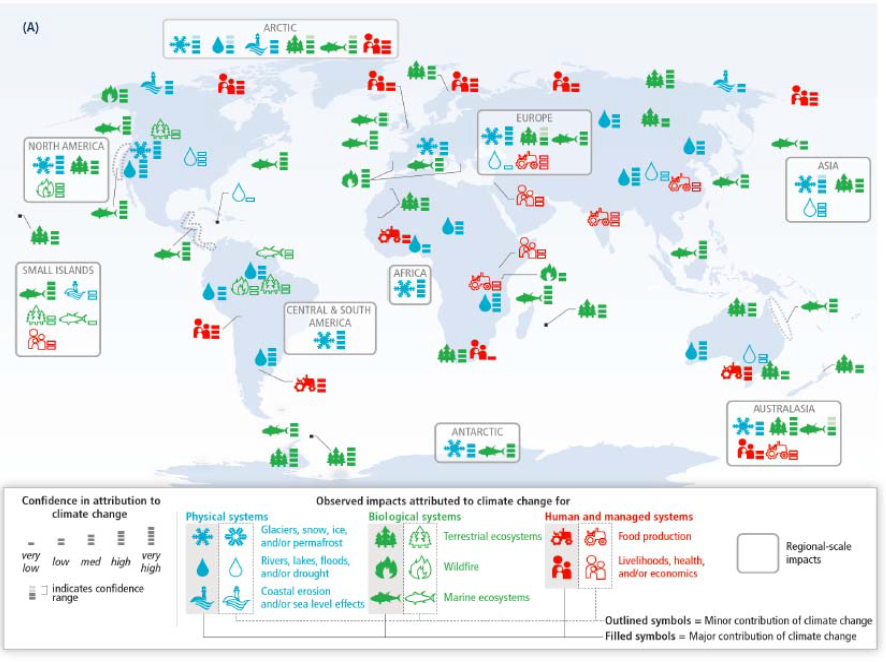 (A)
ARCTIC
EUROPE
NORTH AMERICA
ASIA
SMALL ISLANDS
AFRICA
CENTRAL & SOUTH
AMERICA
AUSTRALASIA
ANTARCTIC
Confidence in attribution to
climate change
very
low
low
med
high
very
high
indicates confidence
range
Observed impacts attributed to climate change for
Physical systems
Glaciers, snow, ice,
and/or permafrost
Rivers, lakes, floods,
and/or drought
Coastal erosion
and/or sea level effects
Biological systems
Terrestrial ecosystems
Wildfire
Marine ecosystems
Human and managed systems
Food production
Livelihoods, health,
and/or economics
Regional-scale
impacts
Outlined symbols = Minor contribution of climate change
Filled symbols = Major contribution of climate change